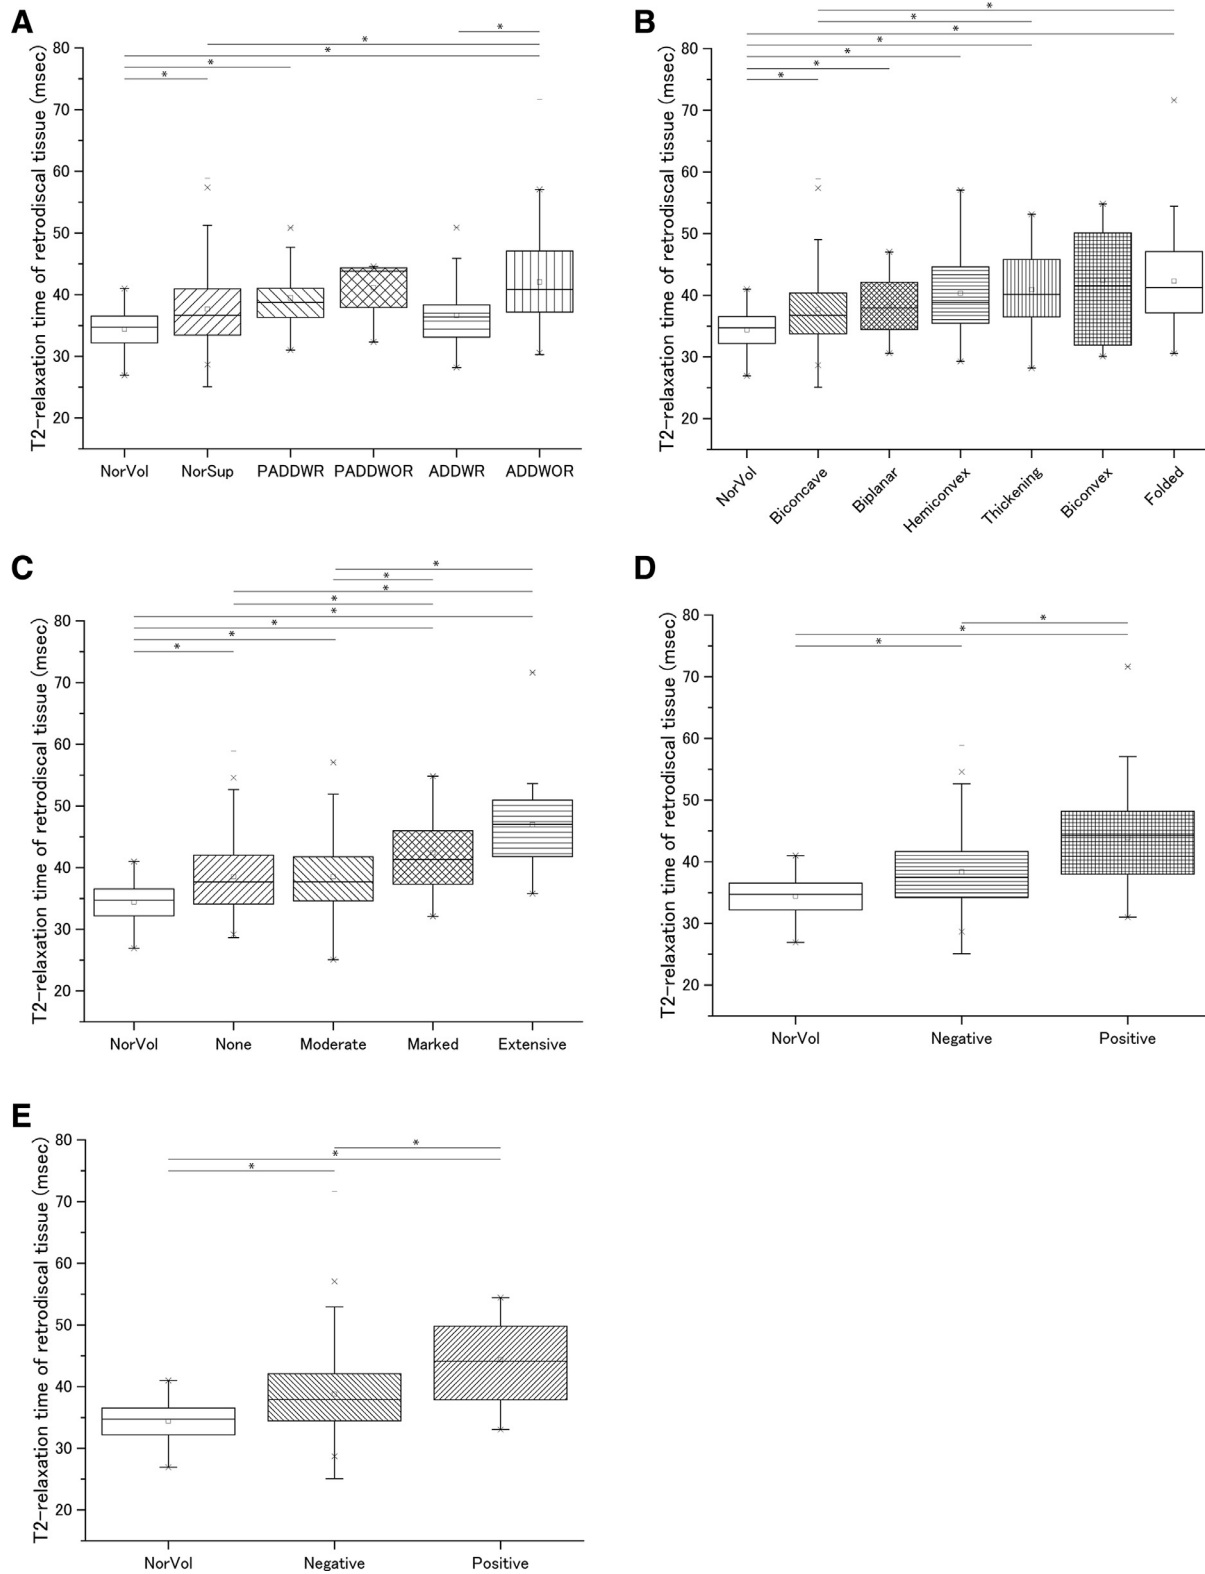 A
T2-relaxation time of retrodiscal tissue (msec)
80
70
60
50
40
30
20
* * * * *
NorVol NorSup PADDWR PADDWOR ADDWR ADDWOR
B
T2-relaxation time of retrodiscal tissue (msec)
80
70
60
50
40
30
20
* * * * * * *
NorVol Biconcave Biplanar Hemiconvex Thickening Biconvex Folded
C
T2-relaxation time of retrodiscal tissue (msec)
80
70
60
50
40
30
20
* * * * * * * *
NorVol None Moderate Marked Extensive
D
T2-relaxation time of retrodiscal tissue (msec)
80
70
60
50
40
30
20
* * *
NorVol Negative Positive
E
T2-relaxation time of retrodiscal tissue (msec)
80
70
60
50
40
30
20
* * *
NorVol Negative Positive